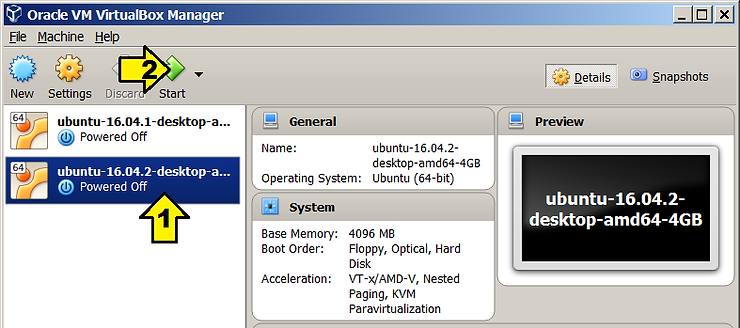 Oracle VM VirtualBox Manager
File Machine Help
New Settings Discard Start
2
Details Snapshots
64 ubuntu-16.04.1-desktop-a...
Powered Off
64 ubuntu-16.04.2-desktop-a...
Powered Off
1
General
Name: ubuntu-16.04.2-
desktop-amd64-4GB
Operating System: Ubuntu (64-bit)
System
Base Memory: 4096 MB
Boot Order: Floppy, Optical, Hard
Disk
Acceleration: VT-x/AMD-V, Nested
Paging, KVM
Paravirtualization
Preview
ubuntu-16.04.2-
desktop-amd64-4GB